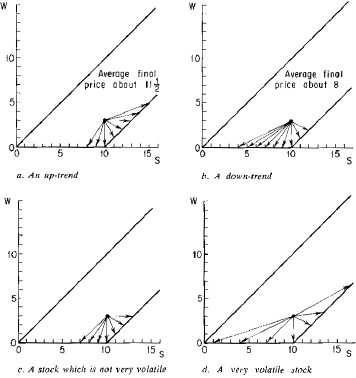 W
10
5
0
0
5
10
15
S
Average final
price about 11 1/2
a. An up-trend
W
10
5
0
0
5
10
15
S
Average final
price about 8
b. A down-trend
W
10
5
0
0
5
10
15
S
c. A stock which is not very volatile
W
10
5
0
0
5
10
15
S
d. A very volatile stock